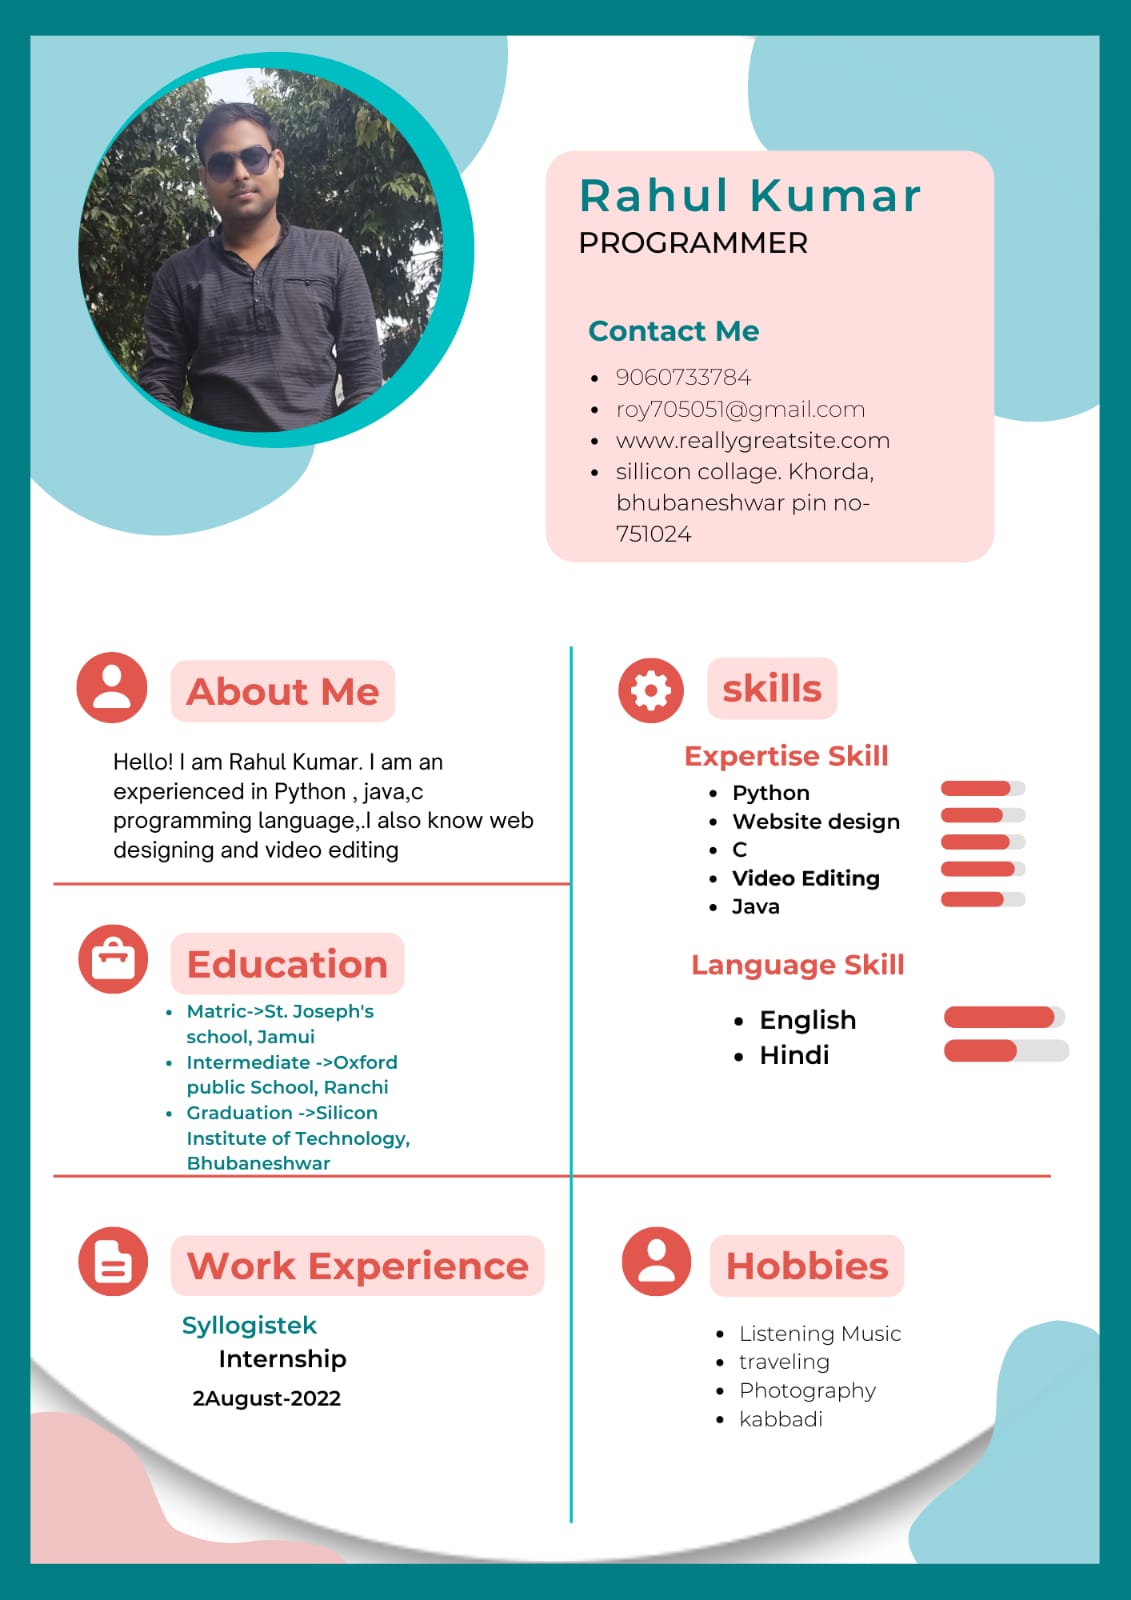 Rahul Kumar
PROGRAMMER
Contact Me
9060733784
roy705051@gmail.com
www.reallygreatsite.com
sillicon collage. Khorda,
bhubaneshwar pin no-
751024
About Me
Hello! I am Rahul Kumar. I am an
experienced in Python , java,c
programming language,.I also know web
designing and video editing
Education
Matric->St. Joseph's
school, Jamui
Intermediate ->Oxford
public School, Ranchi
Graduation ->Silicon
Institute of Technology,
Bhubaneshwar
Work Experience
Syllogistek
Internship
2August-2022
skills
Expertise Skill
Python
Website design
C
Video Editing
Java
Language Skill
English
Hindi
Hobbies
Listening Music
traveling
Photography
kabbadi